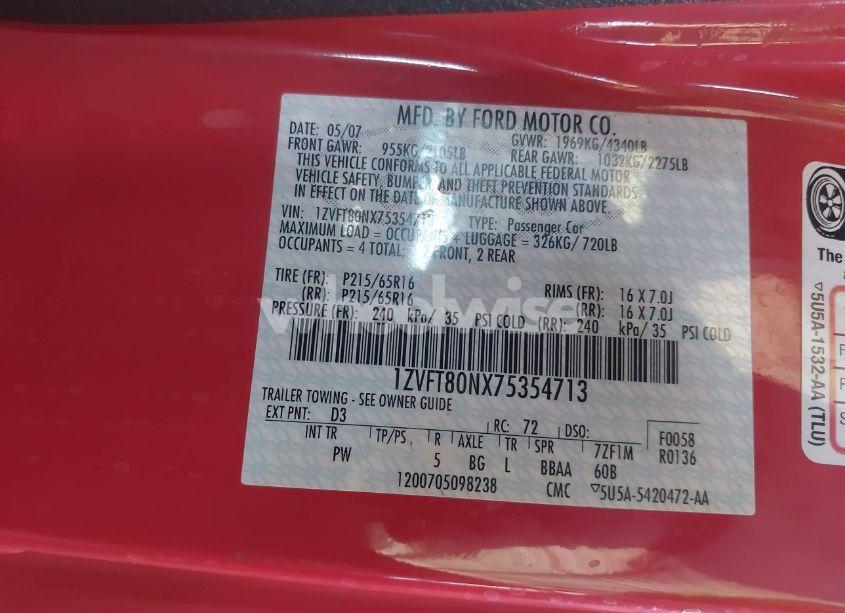 MFD. BY FORD MOTOR CO.
DATE: 05/07 GVWR: 1969KG/4340LB
FRONT GAWR: 955KG/2105LB REAR GAWR: 1032KG/2275LB
THIS VEHICLE CONFORMS TO ALL APPLICABLE FEDERAL MOTOR
VEHICLE SAFETY, BUMPER AND THEFT PREVENTION STANDARDS
IN EFFECT ON THE DATE OF MANUFACTURE SHOWN ABOVE.
VIN: 1ZVFT80NX75354713 TYPE: Passenger Car
MAXIMUM LOAD = OCCUPANTS + LUGGAGE = 326KG/ 720LB
OCCUPANTS = 4 TOTAL; 2 FRONT, 2 REAR
TIRE (FR): P215/65R16 RIMS (FR): 16 X 7.0J
(RR): P215/65R16 (RR): 16 X 7.0J
PRESSURE (FR): 240 kPa/ 35 PSI COLD (RR): 240 kPa/ 35 PSI COLD
1ZVFT80NX75354713
TRAILER TOWING - SEE OWNER GUIDE
EXT PNT: D3 RC: 72 DSO: F0058
INT TR TP/PS R AXLE TR SPR 7ZF1M R0136
PW 5 BG L BBAA 60B
1200705098238 CMC ▽5U5A-5420472-AA
The
▽5U5A-1532-AA (TLU)